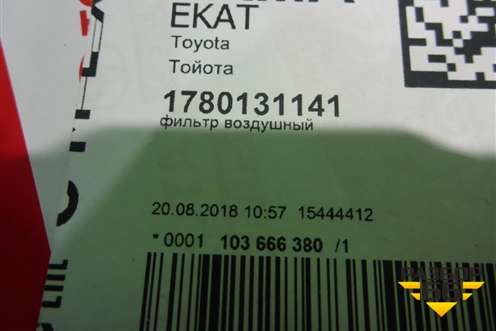 EKAT
Toyota
Тойота
1780131141
фильтр воздушный
20.08.2018 10:57 15444412
*0001 103 666 380 /1